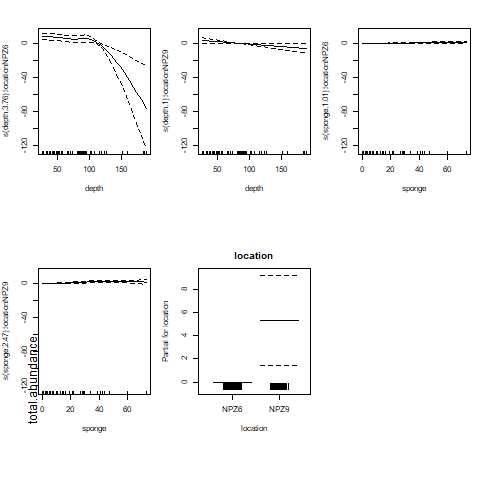 s(depth,3.76):locationNPZ6
0
-40
-80
-120
50
100
150
depth
s(depth,1):locationNPZ9
0
-40
-80
-120
50
100
150
depth
s(sponge,1.01):locationNPZ6
0
-40
-80
-120
0
20
40
60
sponge
s(sponge,2.47):locationNPZ9
0
-40
-80
-120
0
20
40
60
sponge
total.abundance
location
Partial for location
8
6
4
2
0
NPZ6
NPZ9
location